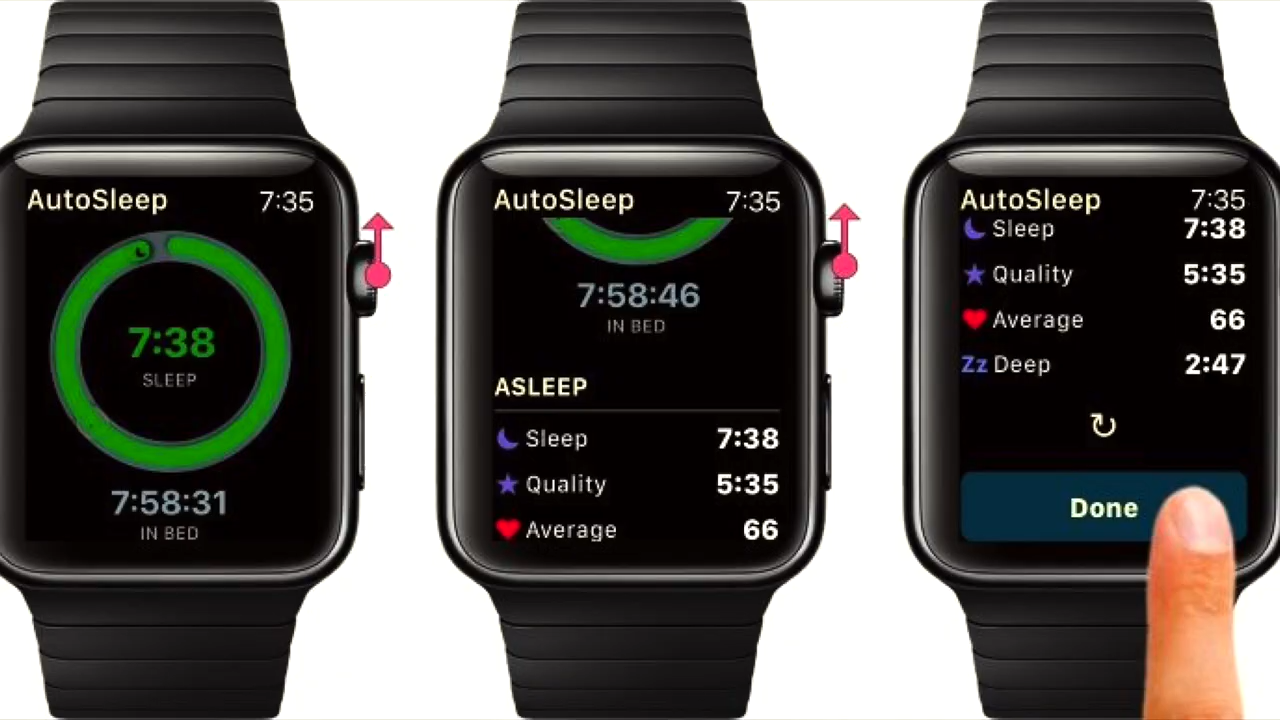 AutoSleep 7:35
7:38
SLEEP
7:58:31
IN BED
AutoSleep 7:35
7:58:46
IN BED
ASLEEP
Sleep 7:38
Quality 5:35
Average 66
AutoSleep 7:35
Sleep 7:38
Quality 5:35
Average 66
Zz Deep 2:47
Done